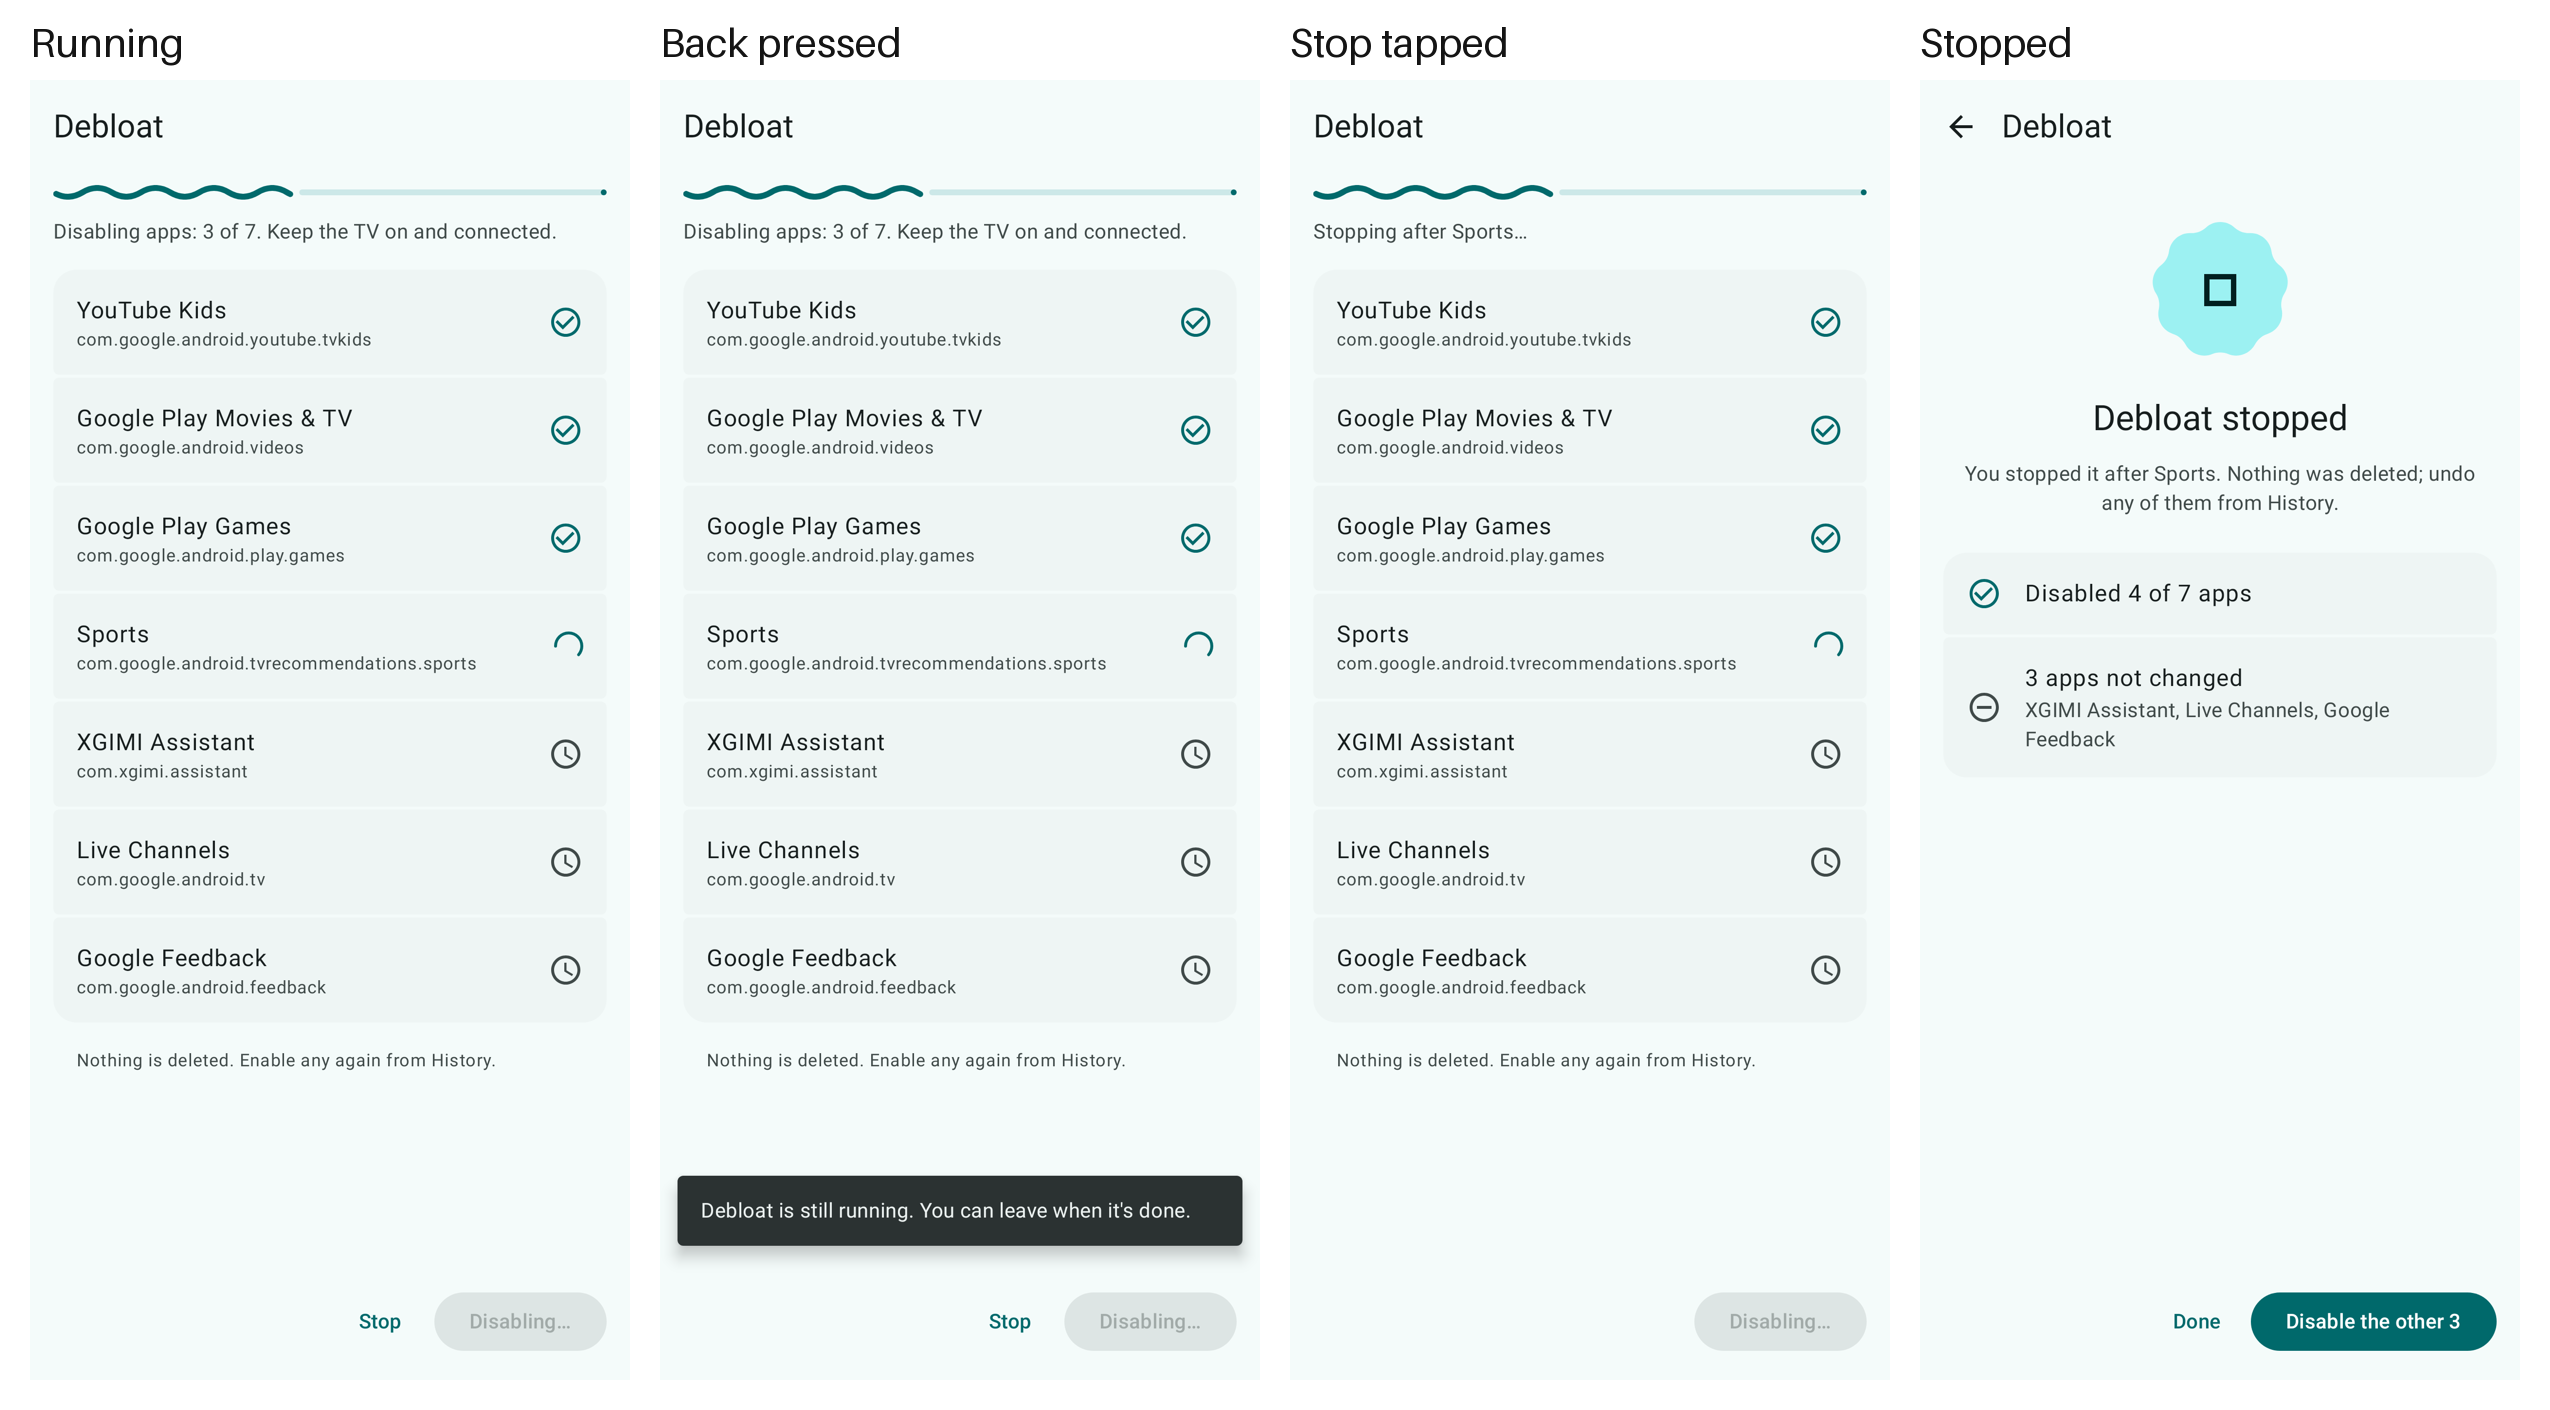 Running
Debloat
Disabling apps: 3 of 7. Keep the TV on and connected.
YouTube Kids
com.google.android.youtube.tvkids
Google Play Movies & TV
com.google.android.videos
Google Play Games
com.google.android.play.games
Sports
com.google.android.tvrecommendations.sports
XGIMI Assistant
com.xgimi.assistant
Live Channels
com.google.android.tv
Google Feedback
com.google.android.feedback
Nothing is deleted. Enable any again from History.
Stop
Disabling...
Back pressed
Debloat
Disabling apps: 3 of 7. Keep the TV on and connected.
YouTube Kids
com.google.android.youtube.tvkids
Google Play Movies & TV
com.google.android.videos
Google Play Games
com.google.android.play.games
Sports
com.google.android.tvrecommendations.sports
XGIMI Assistant
com.xgimi.assistant
Live Channels
com.google.android.tv
Google Feedback
com.google.android.feedback
Nothing is deleted. Enable any again from History.
Debloat is still running. You can leave when it's done.
Stop
Disabling...
Stop tapped
Debloat
Stopping after Sports...
YouTube Kids
com.google.android.youtube.tvkids
Google Play Movies & TV
com.google.android.videos
Google Play Games
com.google.android.play.games
Sports
com.google.android.tvrecommendations.sports
XGIMI Assistant
com.xgimi.assistant
Live Channels
com.google.android.tv
Google Feedback
com.google.android.feedback
Nothing is deleted. Enable any again from History.
Disabling...
Stopped
Debloat
Debloat stopped
You stopped it after Sports. Nothing was deleted; undo
any of them from History.
Disabled 4 of 7 apps
3 apps not changed
XGIMI Assistant, Live Channels, Google
Feedback
Done
Disable the other 3